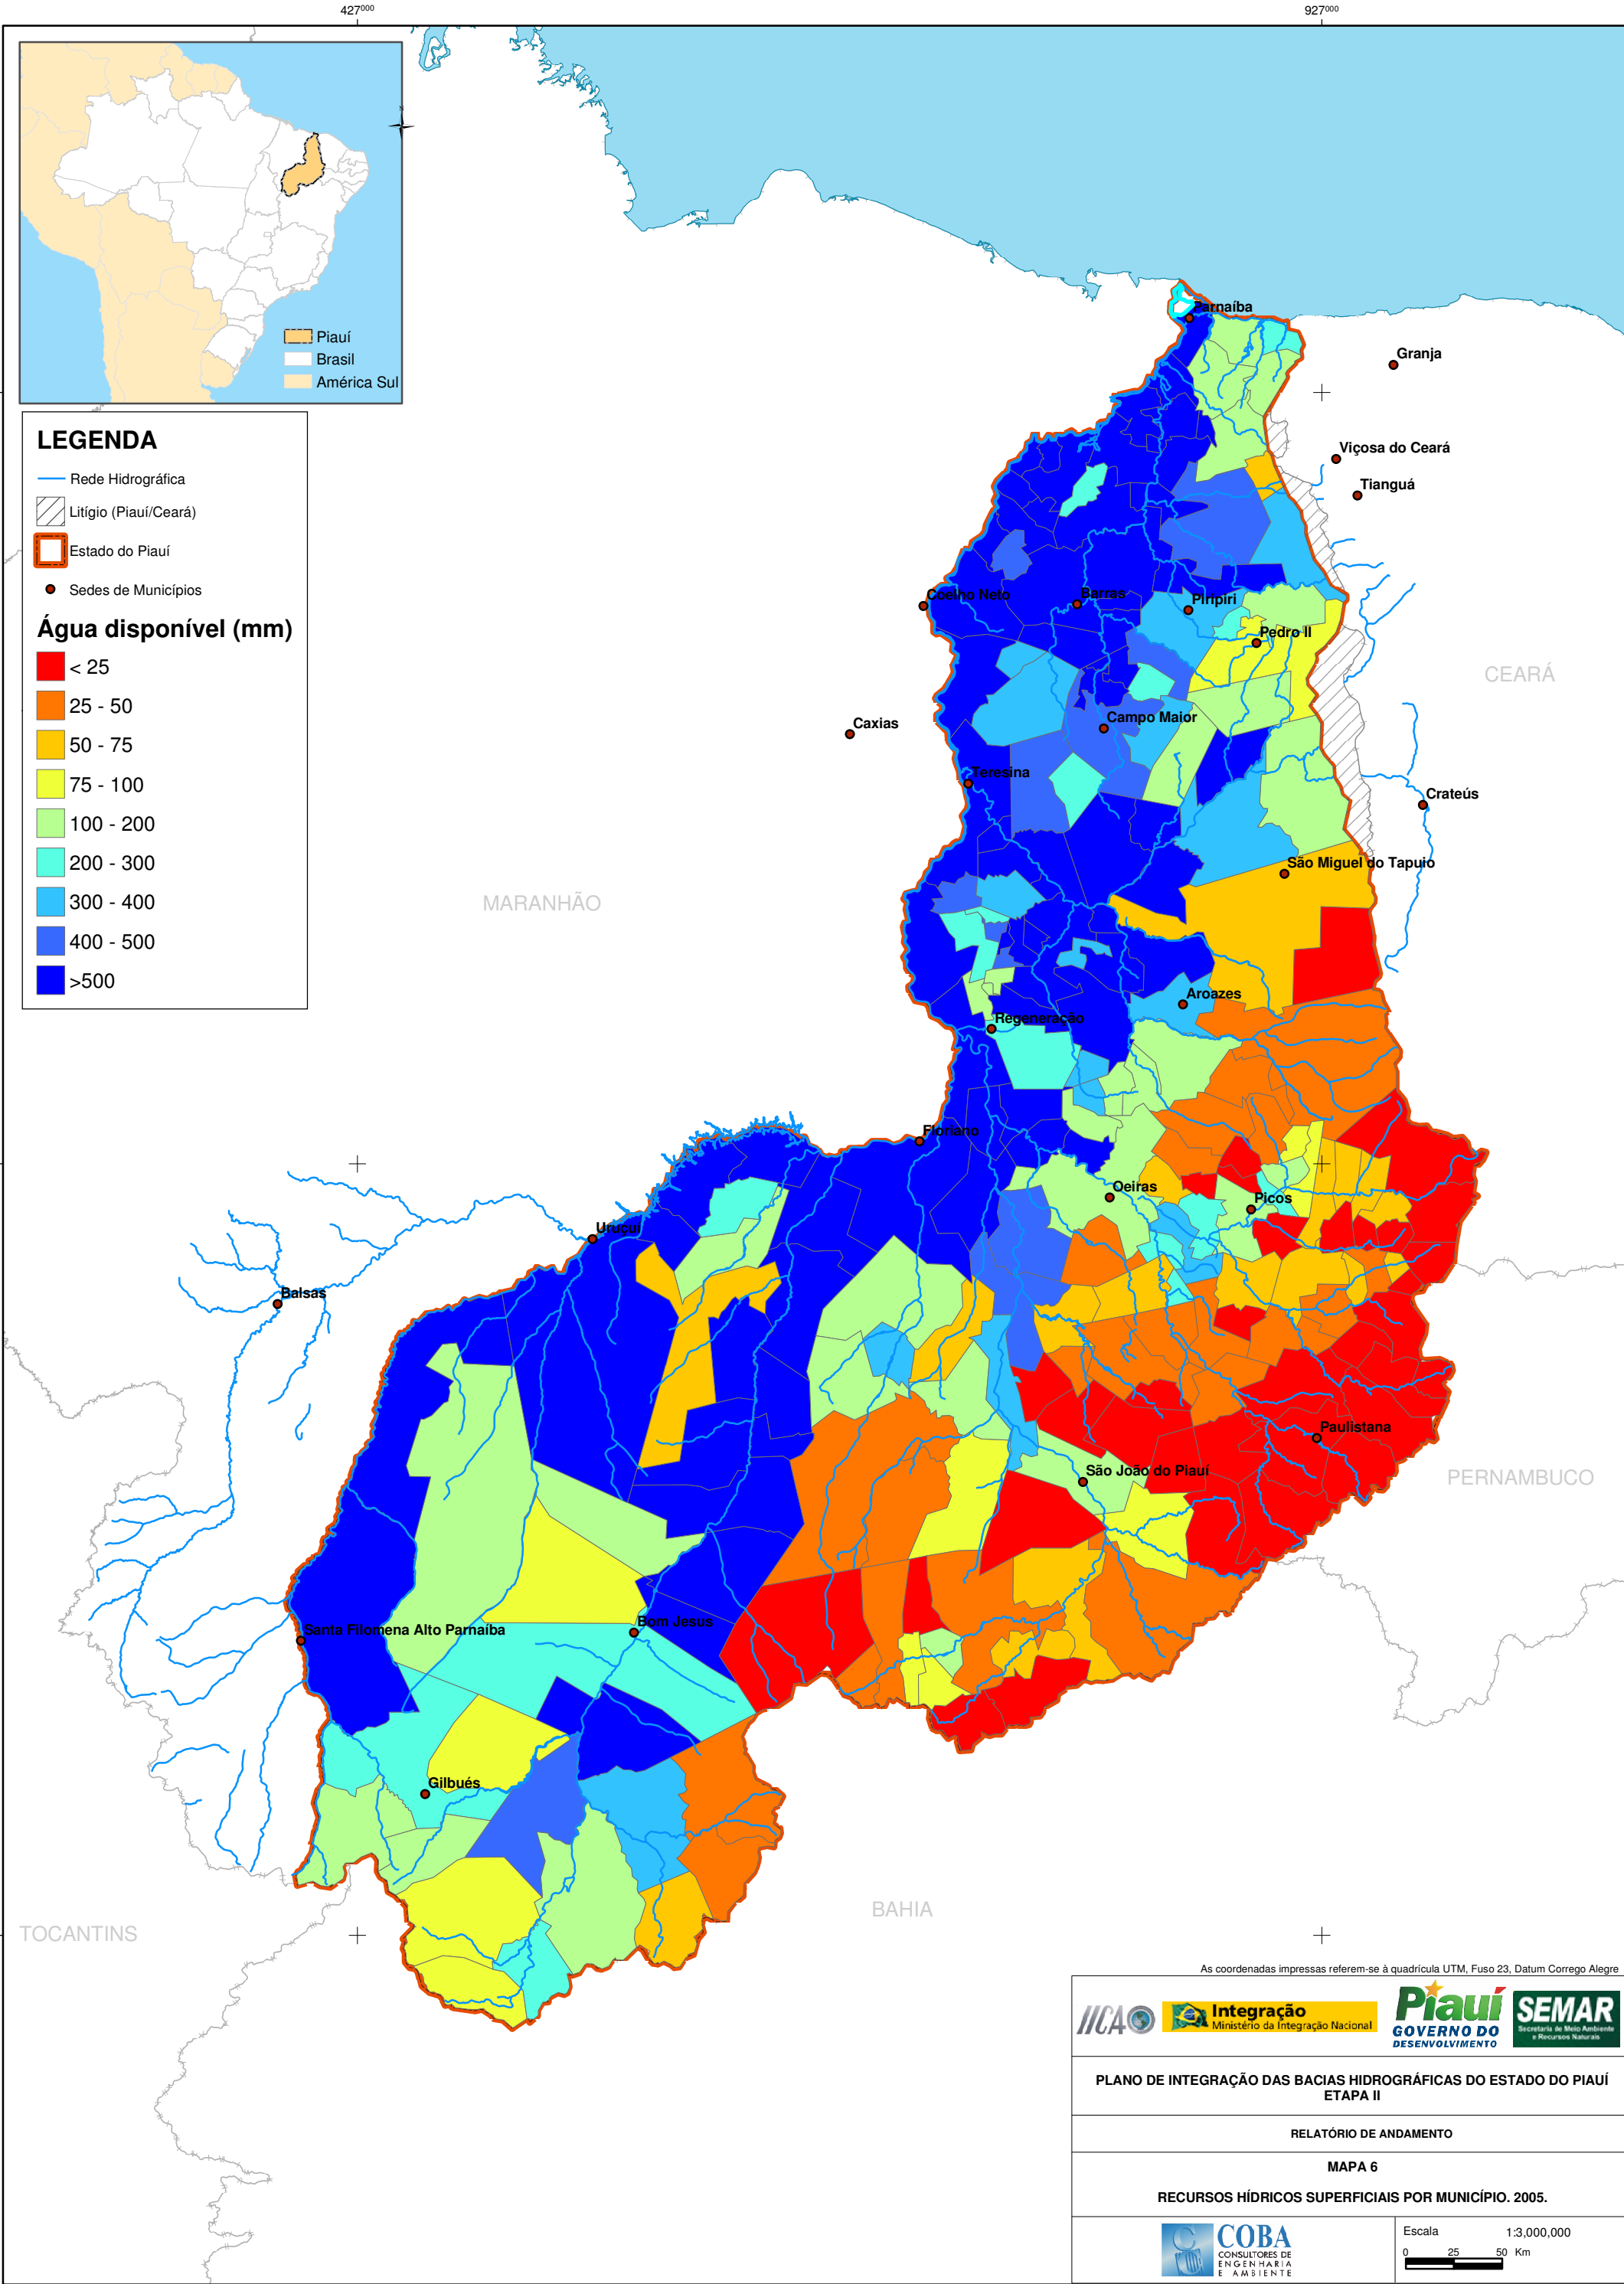 427000
927000
N
Piauí
Brasil
América Sul
LEGENDA
Rede Hidrográfica
Litígio (Piauí/Ceará)
Estado do Piauí
Sedes de Municípios
Água disponível (mm)
< 25
25 - 50
50 - 75
75 - 100
100 - 200
200 - 300
300 - 400
400 - 500
>500
Parnaíba
Granja
Viçosa do Ceará
Tianguá
Coelho Neto
Barras
Piripiri
Pedro II
CEARÁ
Caxias
Campo Maior
Teresina
Crateús
São Miguel do Tapuio
MARANHÃO
Aroazes
Regeneração
Floriano
Oeiras
Picos
Uruçuí
Balsas
Paulistana
São João do Piauí
PERNAMBUCO
Santa Filomena Alto Parnaíba
Bom Jesus
Gilbués
BAHIA
TOCANTINS
As coordenadas impressas referem-se à quadrícula UTM, Fuso 23, Datum Corrego Alegre
IICA
Integração
Ministério da Integração Nacional
Piauí
GOVERNO DO
DESENVOLVIMENTO
SEMAR
Secretaria de Meio Ambiente
e Recursos Naturais
PLANO DE INTEGRAÇÃO DAS BACIAS HIDROGRÁFICAS DO ESTADO DO PIAUÍ
ETAPA II
RELATÓRIO DE ANDAMENTO
MAPA 6
RECURSOS HÍDRICOS SUPERFICIAIS POR MUNICÍPIO. 2005.
COBA
CONSULTORES DE
ENGENHARIA
E AMBIENTE
Escala 1:3,000,000
0 25 50 Km